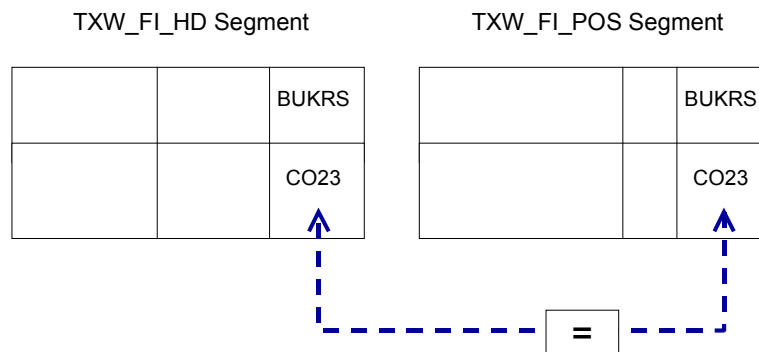 TXW_FI_HD Segment
TXW_FI_POS Segment
BUKRS
BUKRS
CO23
CO23
=